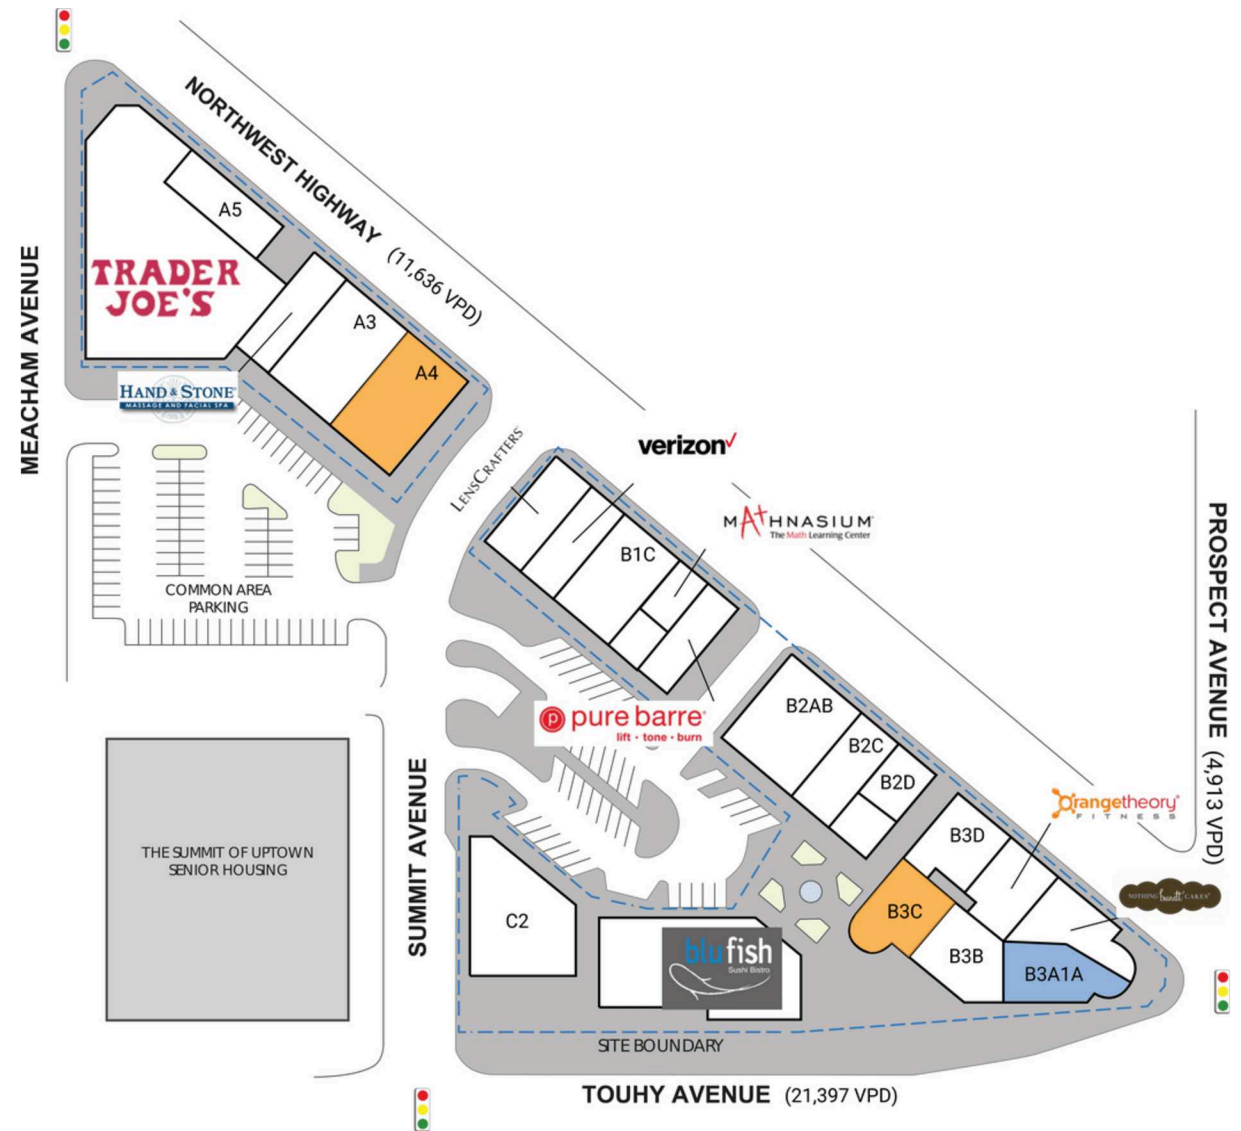 NORTHWEST HIGHWAY (11,636 VPD)
MEACHAM AVENUE
A5
TRADER
JOE'S
A3
A4
HAND & STONE®
MASSAGE AND FACIAL SPA
LENSCRAFTERS
verizon
MATHNASIUM®
The Math Learning Center
B1C
COMMON AREA
PARKING
PROSPECT AVENUE (4,913 VPD)
pure barre®
lift • tone • burn
B2AB
B2C
B2D
orangetheory®
FITNESS
B3D
THE SUMMIT OF UPTOWN
SENIOR HOUSING
SUMMIT AVENUE
NOTHING bundt CAKES®
C2
B3C
blufish
Sushi Bistro
B3B
B3A1A
SITE BOUNDARY
TOUHY AVENUE (21,397 VPD)